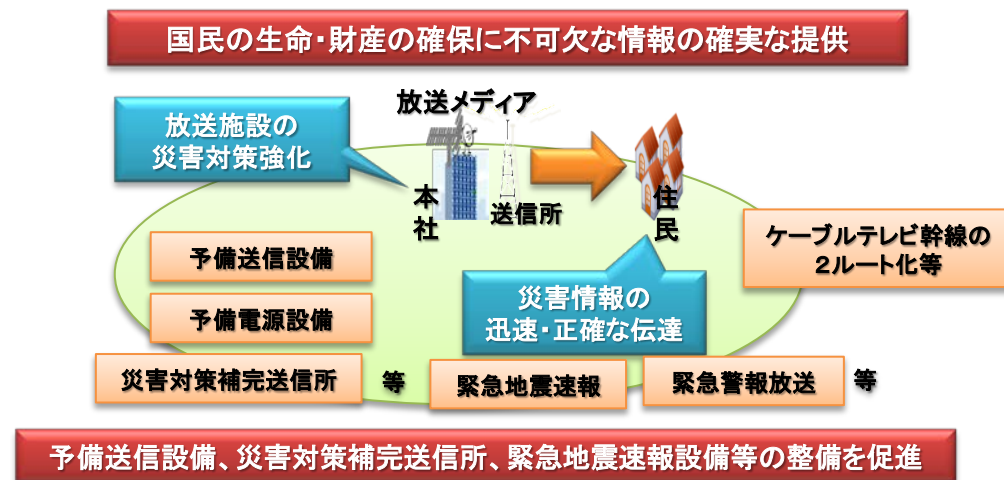 国民の生命・財産の確保に不可欠な情報の確実な提供
放送メディア
放送施設の
災害対策強化
本社
送信所
住民
ケーブルテレビ幹線の
２ルート化等
予備送信設備
災害情報の
迅速・正確な伝達
予備電源設備
災害対策補完送信所
等
緊急地震速報
緊急警報放送
等
予備送信設備、災害対策補完送信所、緊急地震速報設備等の整備を促進